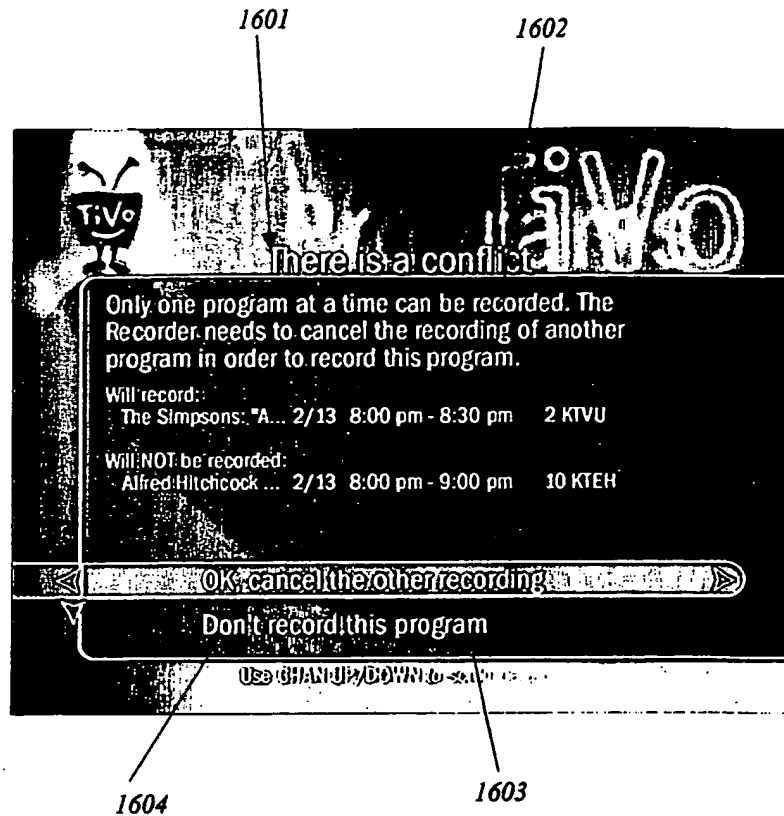 1601
1602
TiVo
TiVo
There is a conflict
Only one program at a time can be recorded. The
Recorder needs to cancel the recording of another
program in order to record this program.
Will record:
The Simpsons: "A... 2/13 8:00 pm - 8:30 pm 2 KTVU
Will NOT be recorded:
Alfred Hitchcock ... 2/13 8:00 pm - 9:00 pm 10 KTEH
OK, cancel the other recording
Don't record this program
Use CHAN UP/DOWN to
1604
1603